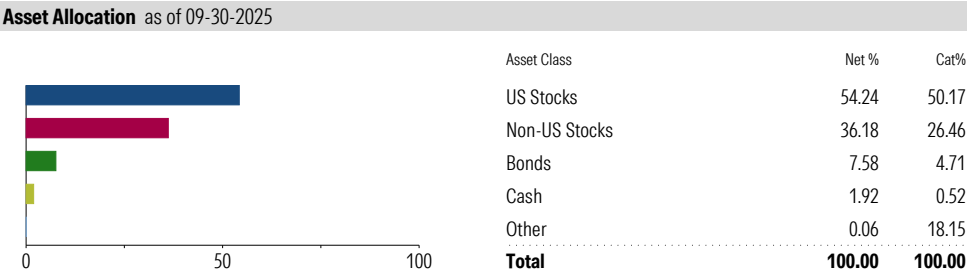 Asset Allocation as of 09-30-2025
Asset Class Net % Cat%
US Stocks 54.24 50.17
Non-US Stocks 36.18 26.46
Bonds 7.58 4.71
Cash 1.92 0.52
Other 0.06 18.15
Total 100.00 100.00
0 50 100